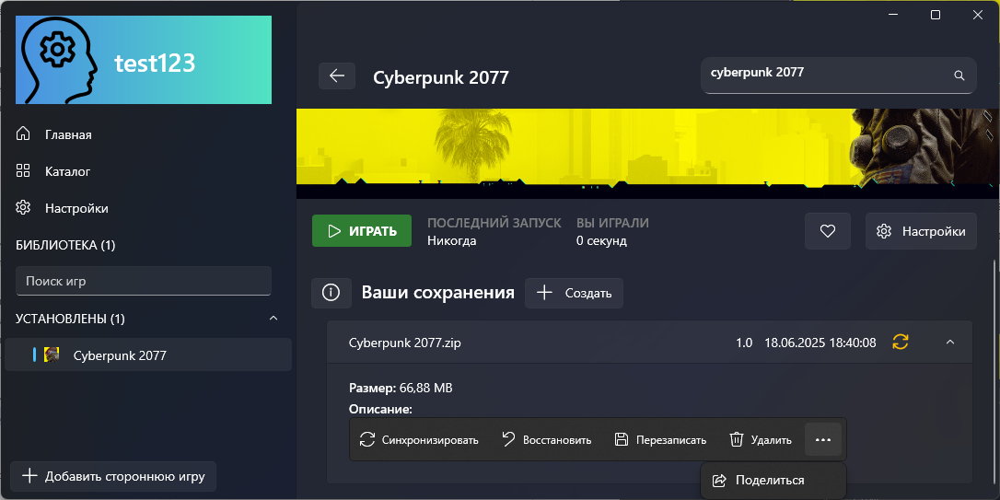 test123
Главная
Каталог
Настройки
БИБЛИОТЕКА (1)
Поиск игр
УСТАНОВЛЕНЫ (1)
Cyberpunk 2077
Добавить стороннюю игру
Cyberpunk 2077
cyberpunk 2077
ИГРАТЬ
ПОСЛЕДНИЙ ЗАПУСК
Никогда
ВЫ ИГРАЛИ
0 секунд
Настройки
Ваши сохранения
Создать
Cyberpunk 2077.zip 1.0 18.06.2025 18:40:08
Размер: 66,88 MB
Описание:
Синхронизировать Восстановить Перезаписать Удалить
Поделиться